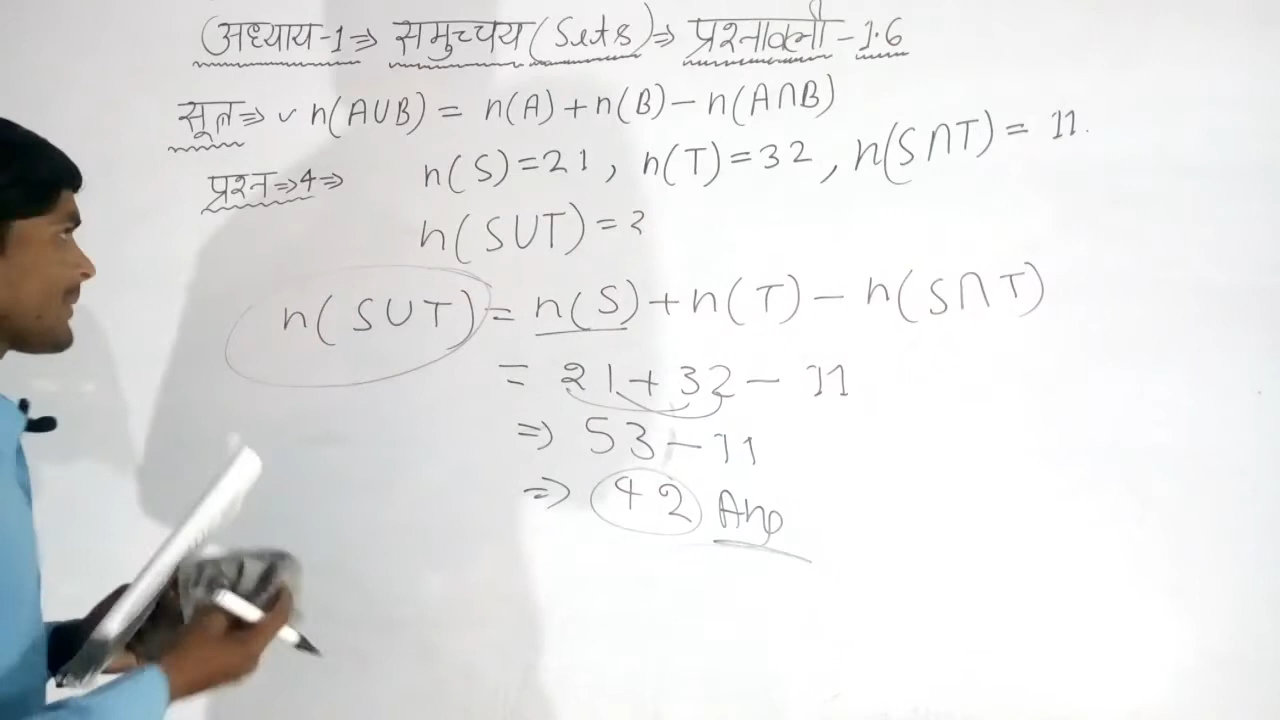 (अध्याय-1⇒ समुच्चय (Sets)⇒ प्रश्नावली-1.6
सूत्र⇒ ✓ n(A∪B) = n(A)+n(B)-n(A∩B)
प्रश्न⇒4⇒ n(S)=21, n(T)=32, n(S∩T) = 11.
n(S∪T)=?
n(S∪T) = n(S)+n(T)-n(S∩T)
= 21+32-11
⇒ 53-11
⇒ 42 Ans